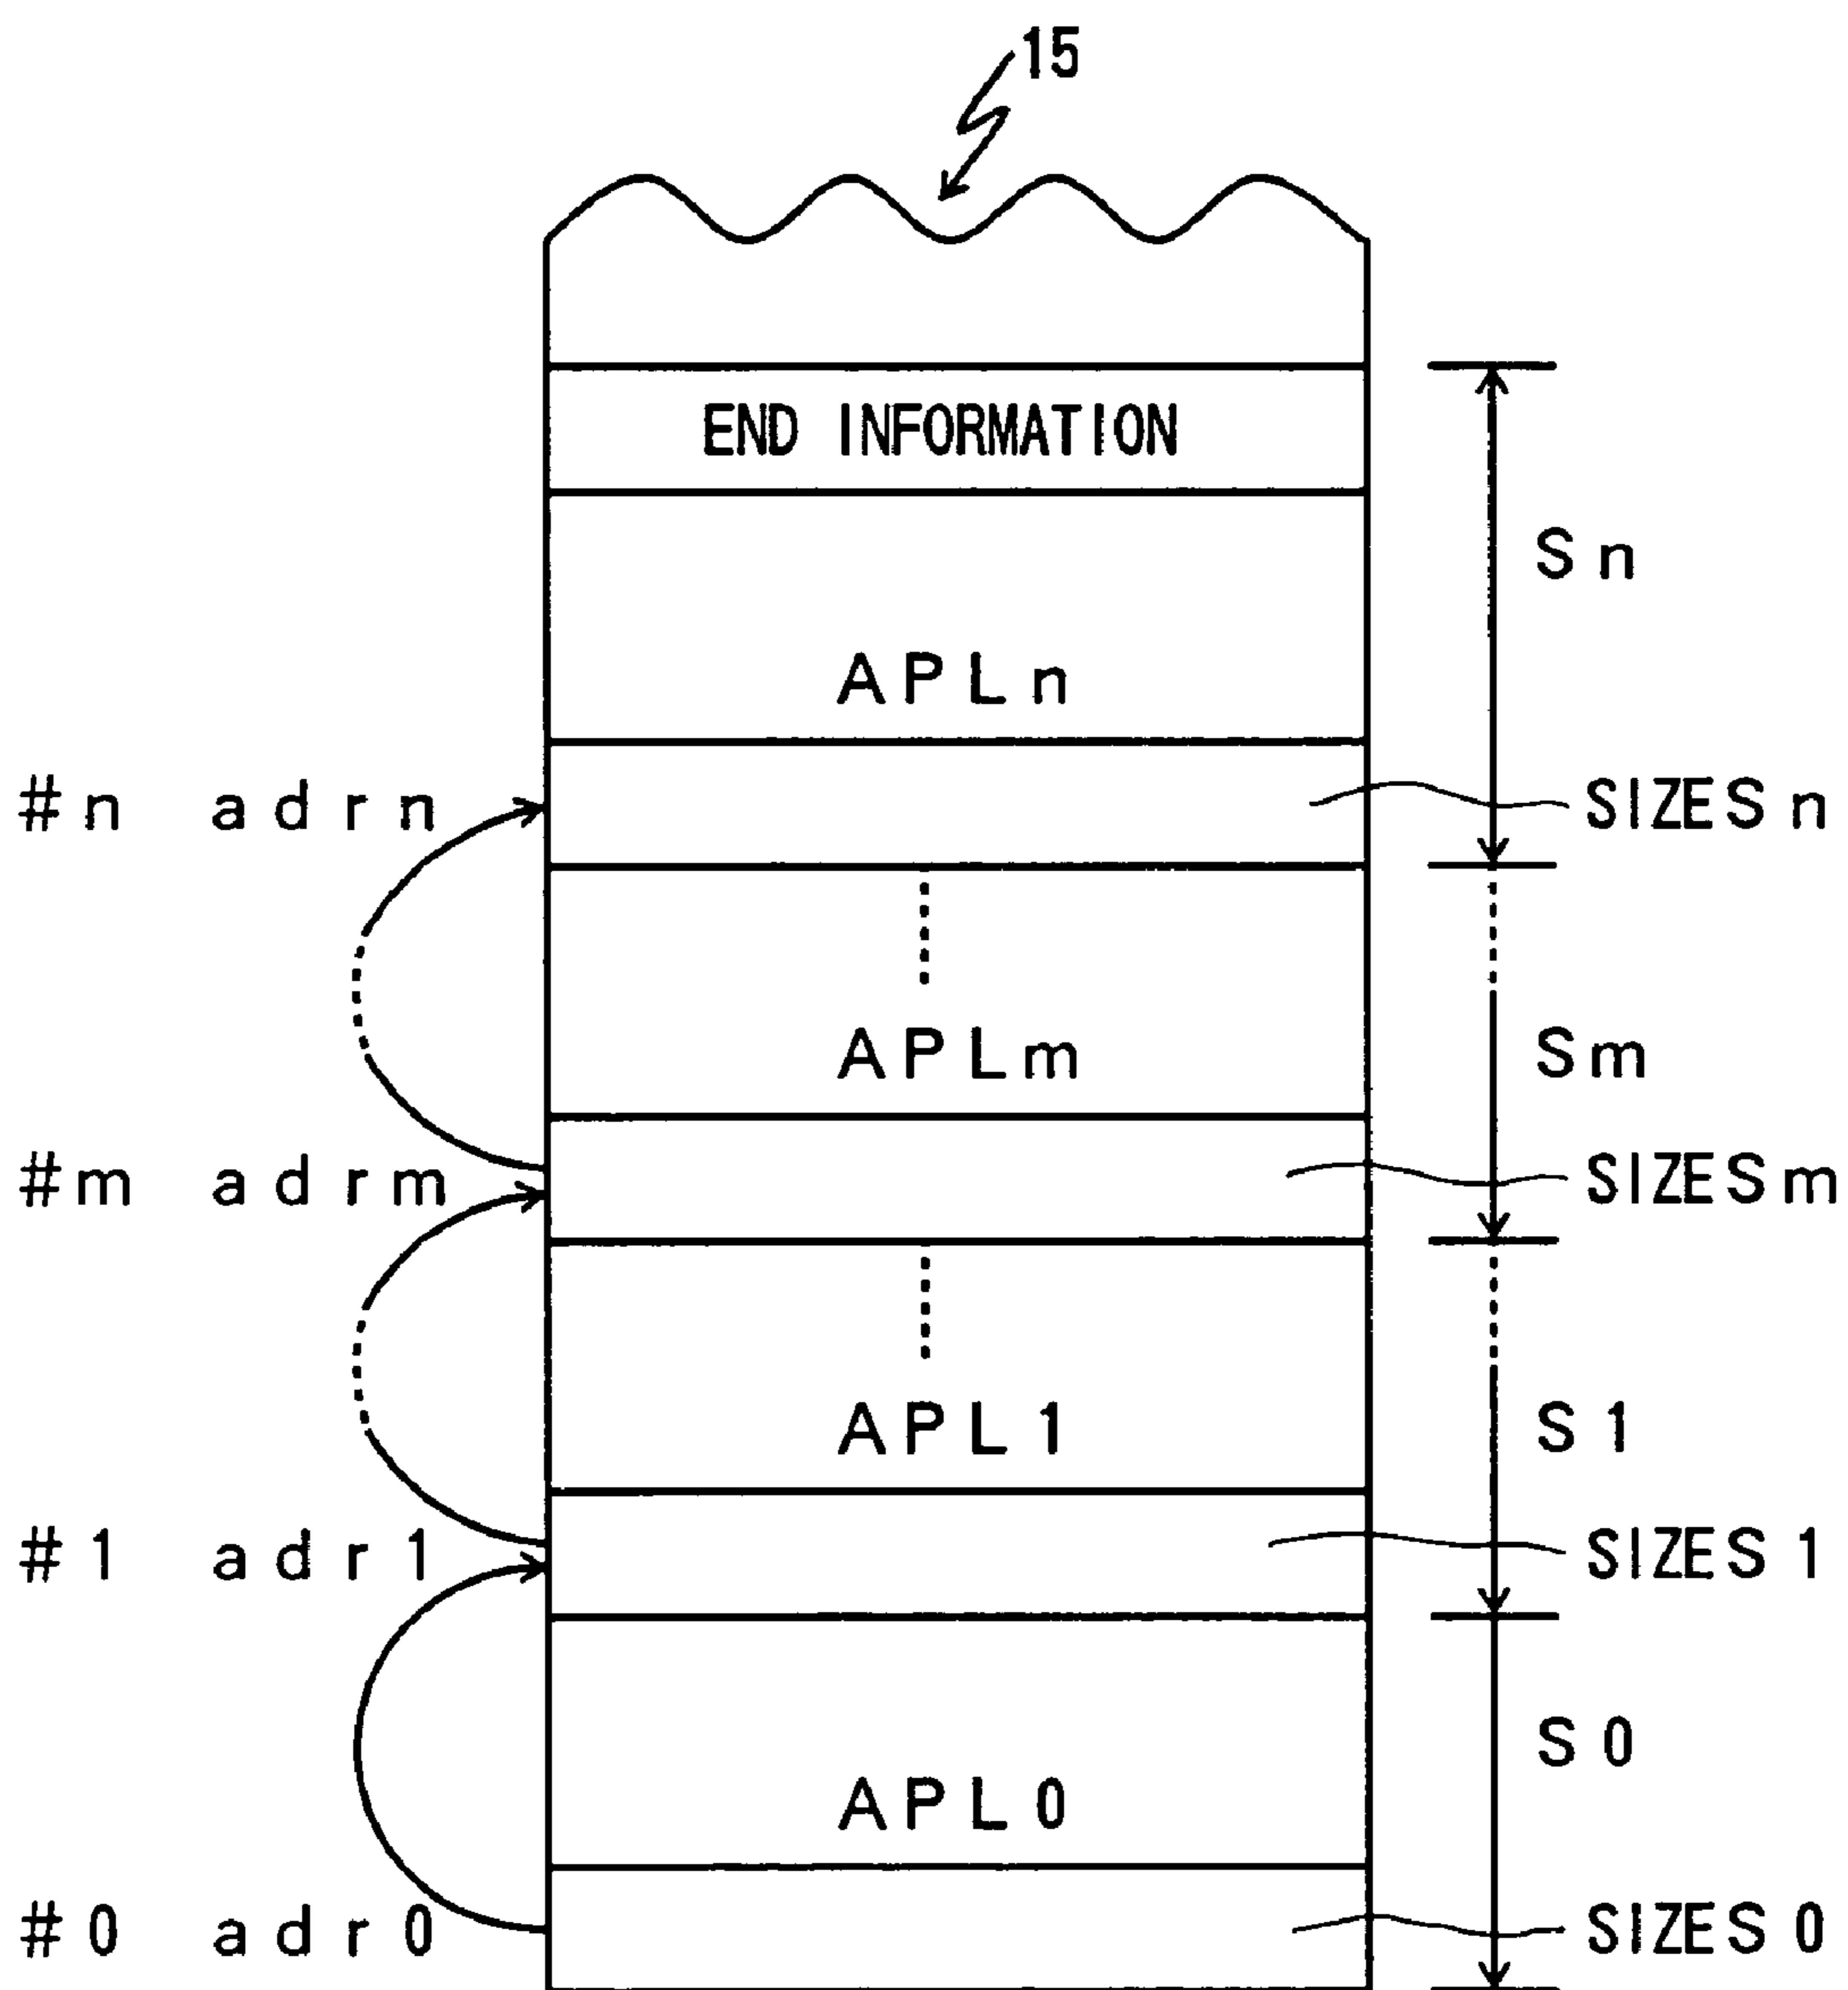 15
END INFORMATION
Sn
APLn
#n adrn SIZESn
APLm Sm
#m adrm SIZESm
APL1 S1
#1 adr1 SIZES1
S0
APL0
#0 adr0 SIZES0